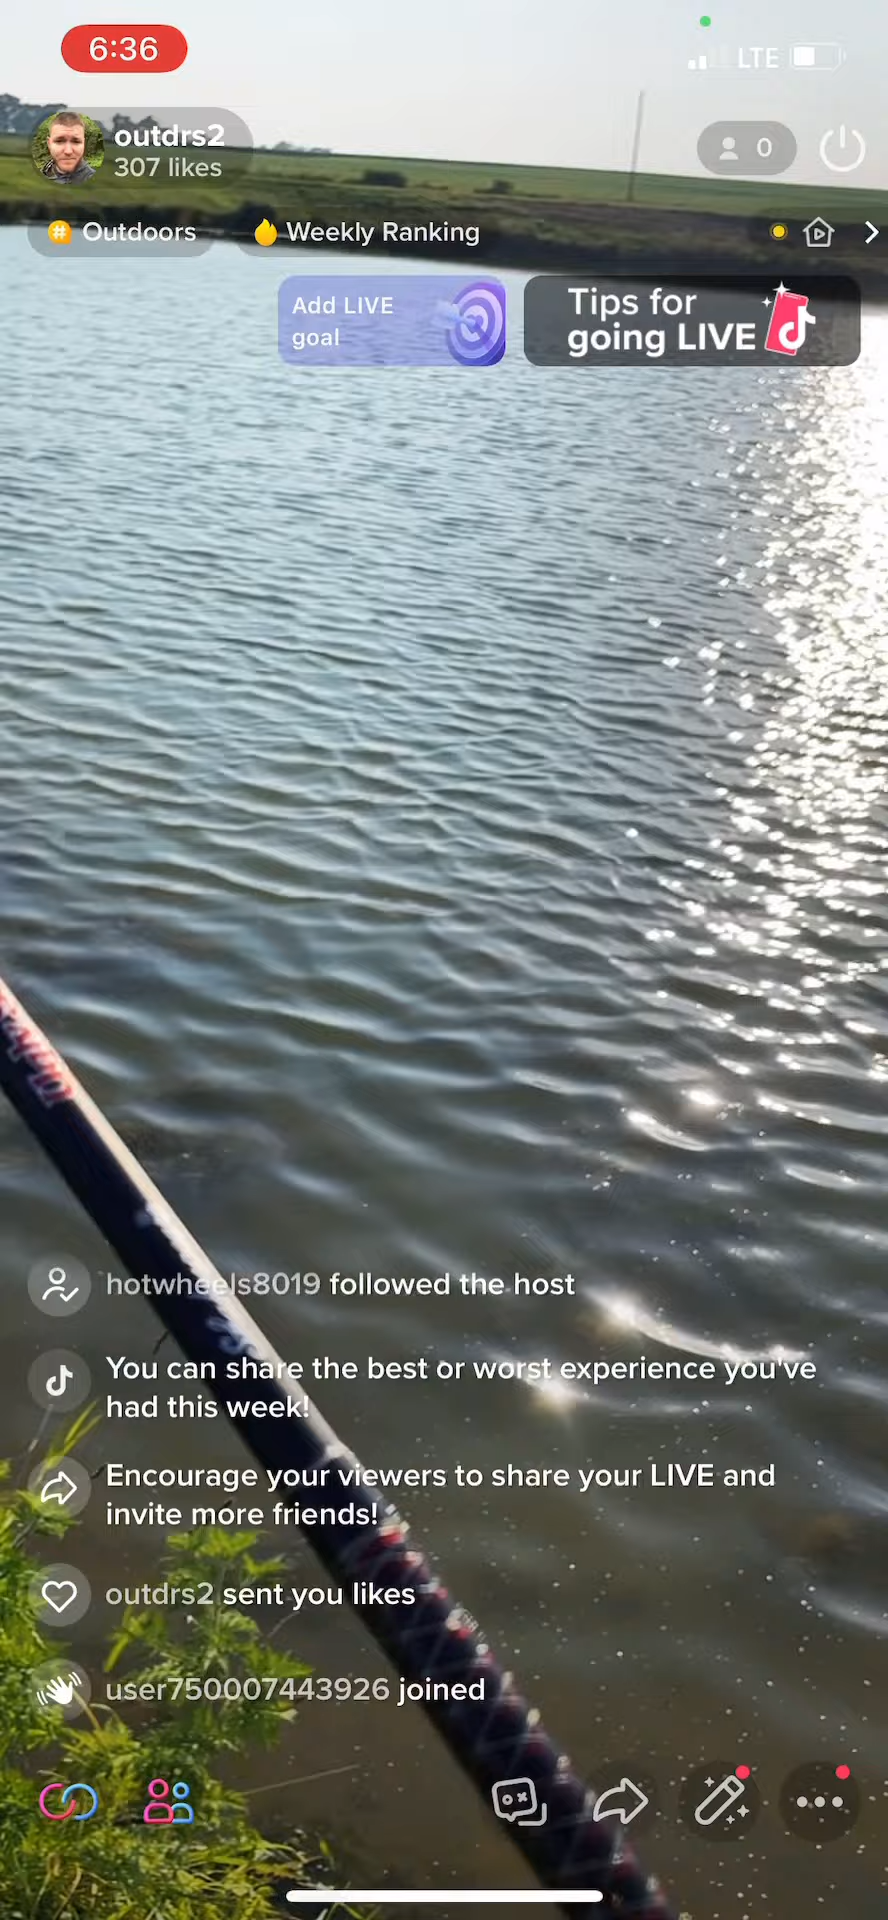 6:36
LTE
outdrs2
307 likes
0
Outdoors
Weekly Ranking
Add LIVE
goal
Tips for
going LIVE
hotwheels8019 followed the host
You can share the best or worst experience you've
had this week!
Encourage your viewers to share your LIVE and
invite more friends!
outdrs2 sent you likes
user750007443926 joined